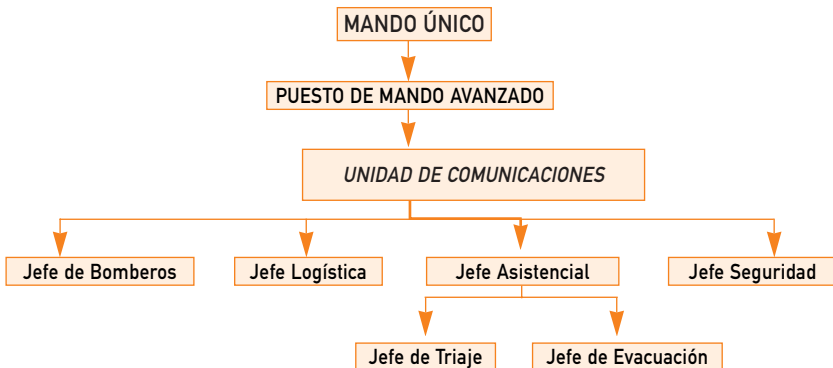 MANDO ÚNICO
PUESTO DE MANDO AVANZADO
UNIDAD DE COMUNICACIONES
Jefe de Bomberos
Jefe Logística
Jefe Asistencial
Jefe Seguridad
Jefe de Triaje
Jefe de Evacuación